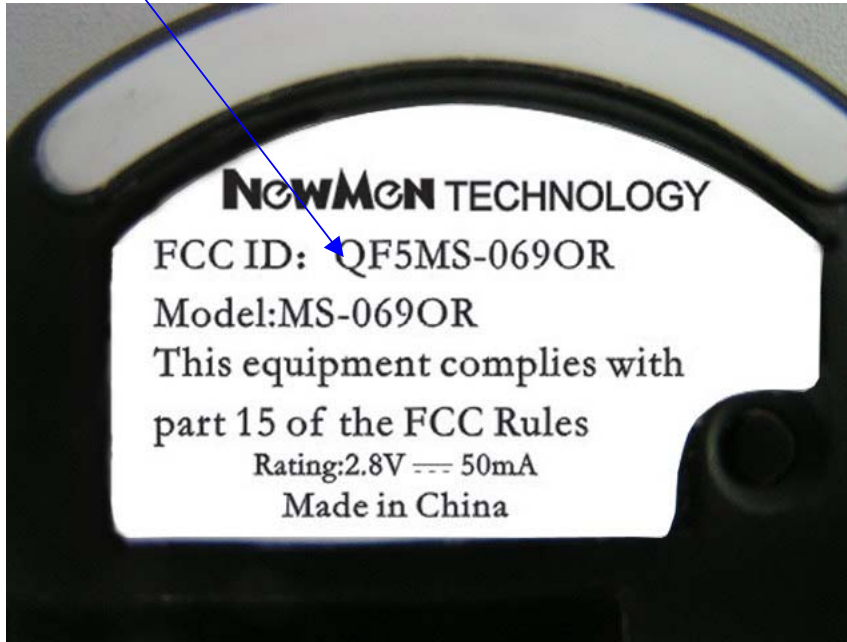 NewMeN TECHNOLOGY
FCC ID: QF5MS-069OR
Model:MS-069OR
This equipment complies with
part 15 of the FCC Rules
Rating:2.8V ⎓ 50mA
Made in China